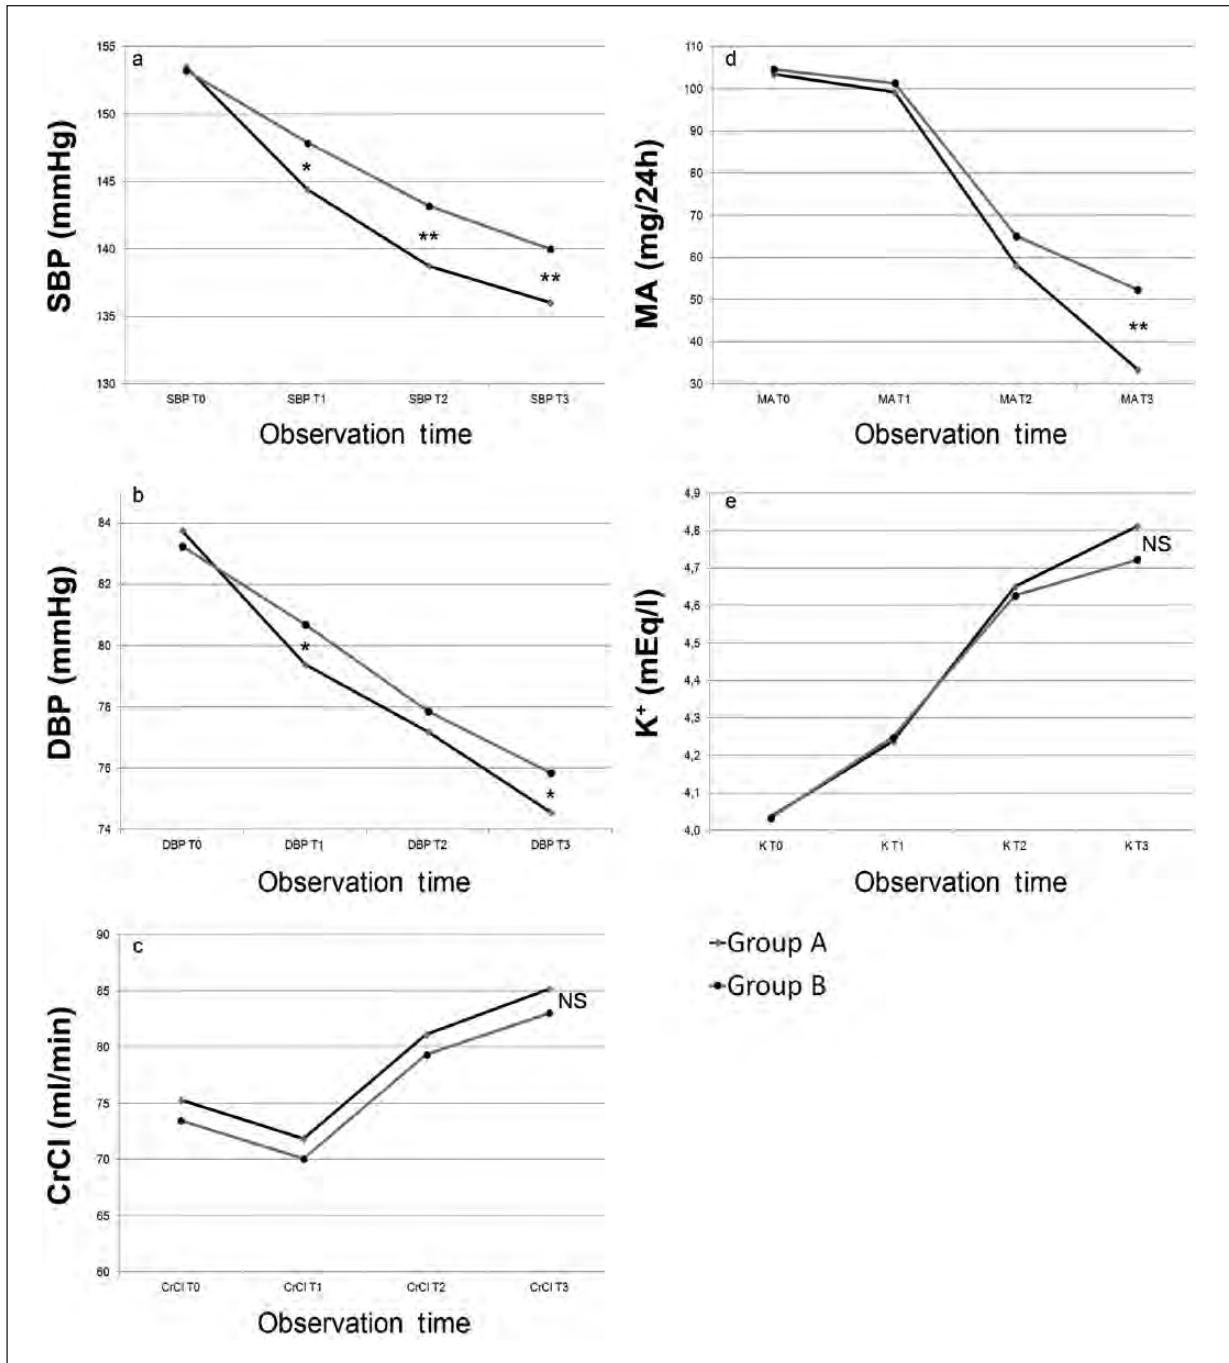 a
SBP (mmHg)
155
150
145
140
135
130
*
**
**
SBP T0 SBP T1 SBP T2 SBP T3
Observation time
d
MA (mg/24h)
110
100
90
80
70
60
50
40
30
**
MA T0 MA T1 MA T2 MA T3
Observation time
b
DBP (mmHg)
84
82
80
78
76
74
*
*
DBP T0 DBP T1 DBP T2 DBP T3
Observation time
e
K⁺ (mEq/l)
4,9
4,8
4,7
4,6
4,5
4,4
4,3
4,2
4,1
4,0
NS
K T0 K T1 K T2 K T3
Observation time
c
CrCl (ml/min)
90
85
80
75
70
65
60
NS
CrCl T0 CrCl T1 CrCl T2 CrCl T3
Observation time
Group A
Group B